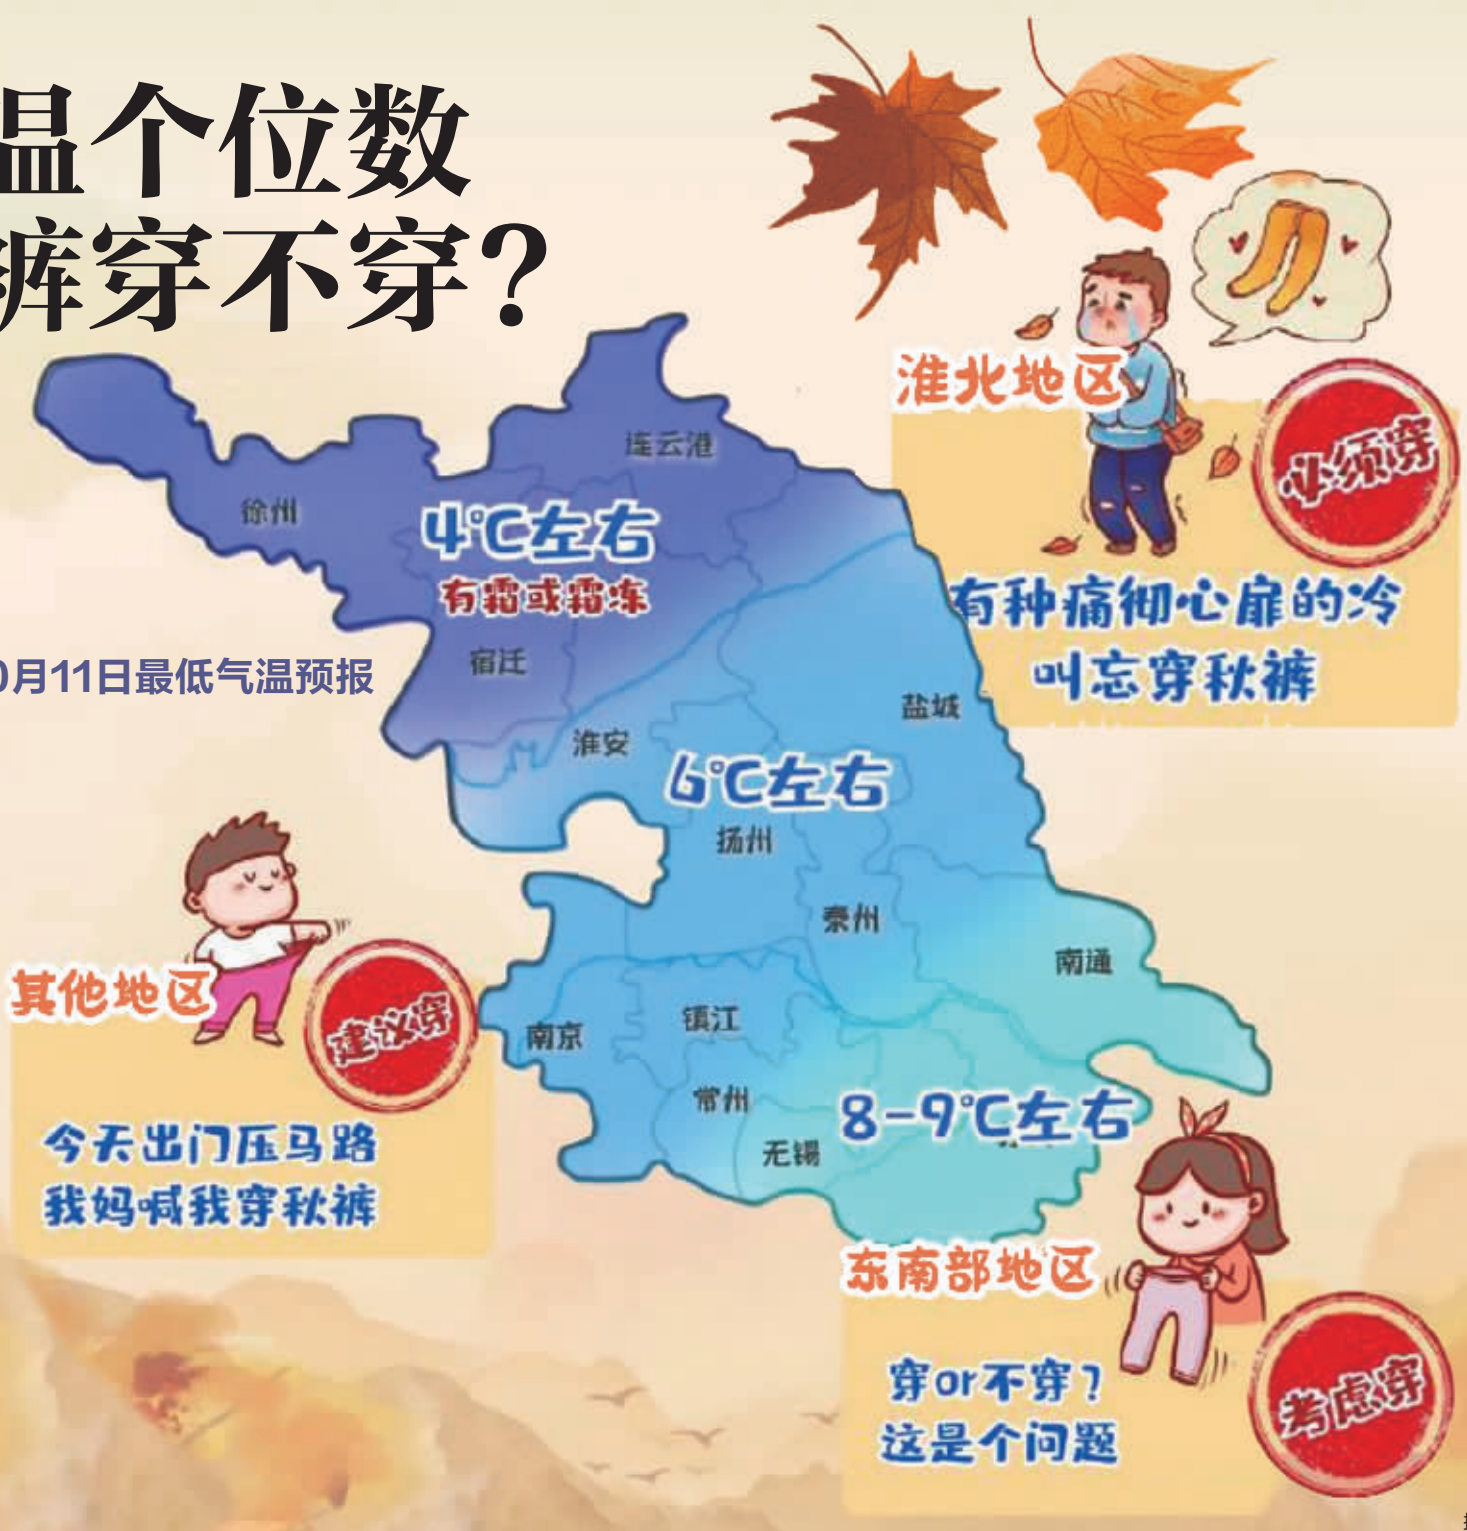 温个位数
裤穿不穿？
淮北地区
必须穿
有种痛彻心扉的冷
叫忘穿秋裤
连云港
徐州
4℃左右
有霜或霜冻
宿迁
0月11日最低气温预报
盐城
淮安
6℃左右
扬州
泰州
南通
其他地区
建议穿
今天出门压马路
我妈喊我穿秋裤
南京
镇江
常州
8-9℃左右
无锡
东南部地区
考虑穿
穿or不穿？
这是个问题